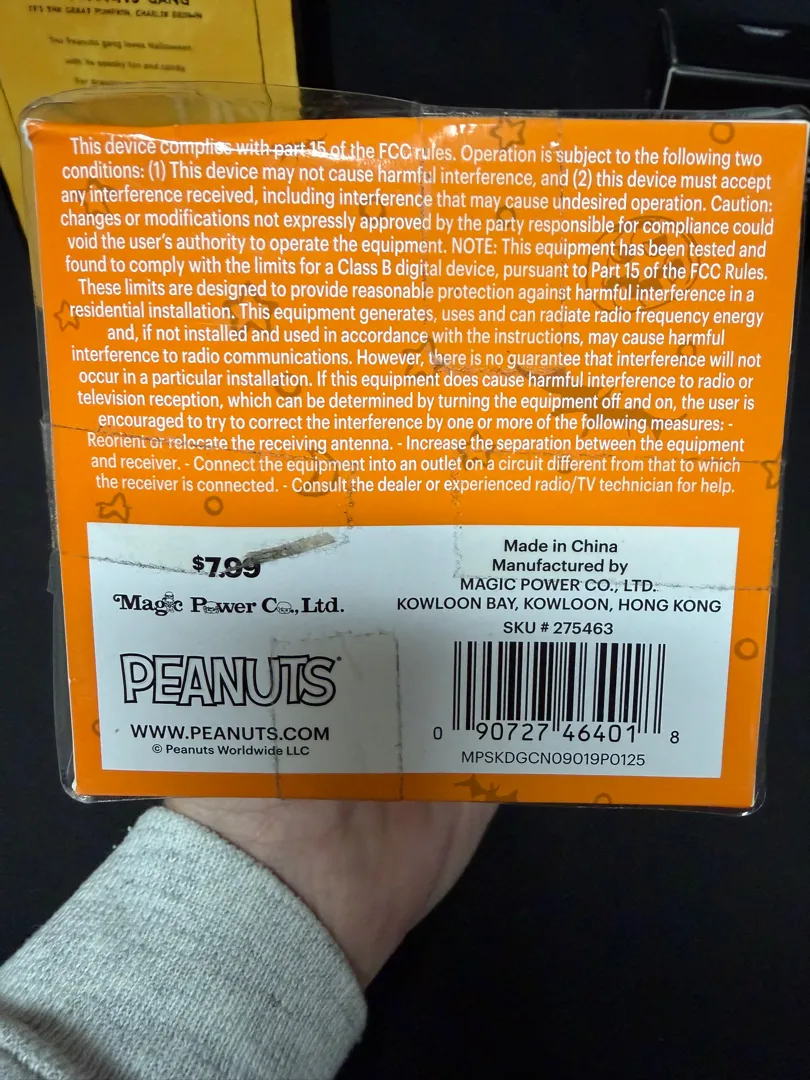 IT'S THE GREAT PUMPKIN, CHARLIE BROWN
This device complies with part 15 of the FCC rules. Operation is subject to the following two
conditions: (1) This device may not cause harmful interference, and (2) this device must accept
any interference received, including interference that may cause undesired operation. Caution:
changes or modifications not expressly approved by the party responsible for compliance could
void the user's authority to operate the equipment. NOTE: This equipment has been tested and
found to comply with the limits for a Class B digital device, pursuant to Part 15 of the FCC Rules.
These limits are designed to provide reasonable protection against harmful interference in a
residential installation. This equipment generates, uses and can radiate radio frequency energy
and, if not installed and used in accordance with the instructions, may cause harmful
interference to radio communications. However, there is no guarantee that interference will not
occur in a particular installation. If this equipment does cause harmful interference to radio or
television reception, which can be determined by turning the equipment off and on, the user is
encouraged to try to correct the interference by one or more of the following measures: -
Reorient or relocate the receiving antenna. - Increase the separation between the equipment
and receiver. - Connect the equipment into an outlet on a circuit different from that to which
the receiver is connected. - Consult the dealer or experienced radio/TV technician for help.
$7.99
Magic Power Co., Ltd.
PEANUTS®
WWW.PEANUTS.COM
© Peanuts Worldwide LLC
Made in China
Manufactured by
MAGIC POWER CO., LTD.
KOWLOON BAY, KOWLOON, HONG KONG
SKU # 275463
0 90727 46401 8
MPSKDGCN09019P0125